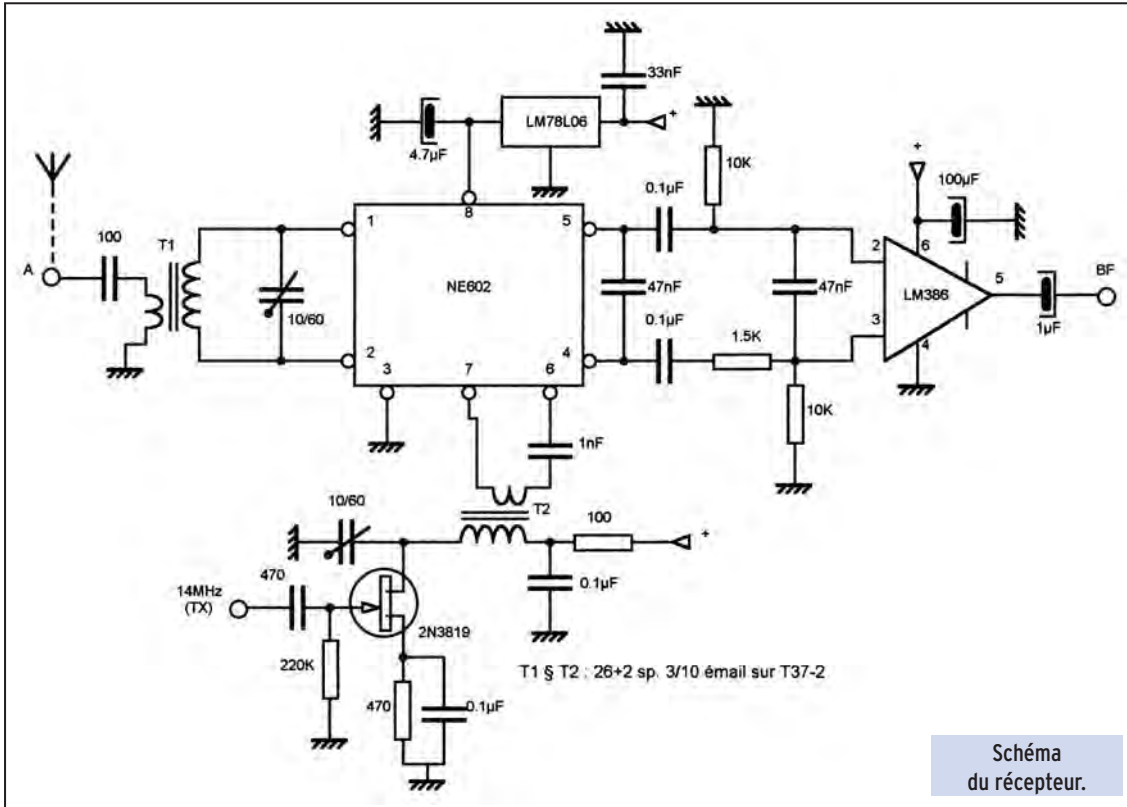 33nF
LM78L06
+
4.7µF
10K
+
100µF
0.1µF
8
100
T1
1
5
2
6
A
NE602
47nF
47nF
LM386
5
BF
10/60
0.1µF
1.5K
3
1µF
2
4
4
3
7
6
10K
1nF
10/60
T2
100
+
470
0.1µF
14MHz
(TX)
2N3819
220K
T1 § T2 : 26+2 sp. 3/10 émail sur T37-2
470
0.1µF
Schéma
du récepteur.